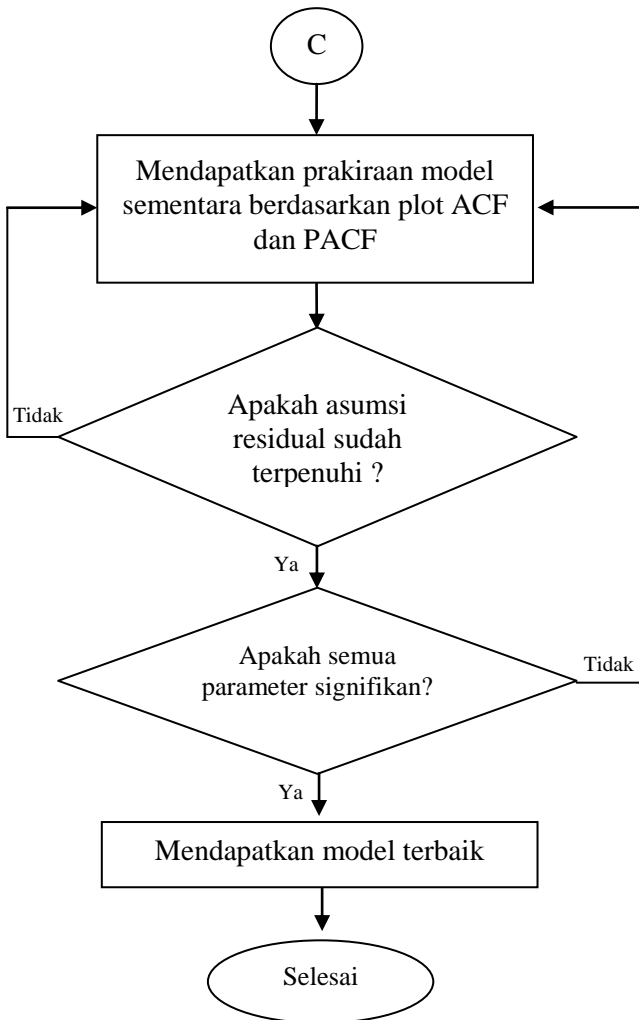 C
Mendapatkan prakiraan model
sementara berdasarkan plot ACF
dan PACF
Tidak
Apakah asumsi
residual sudah
terpenuhi ?
Ya
Apakah semua
parameter signifikan?
Tidak
Ya
Mendapatkan model terbaik
Selesai